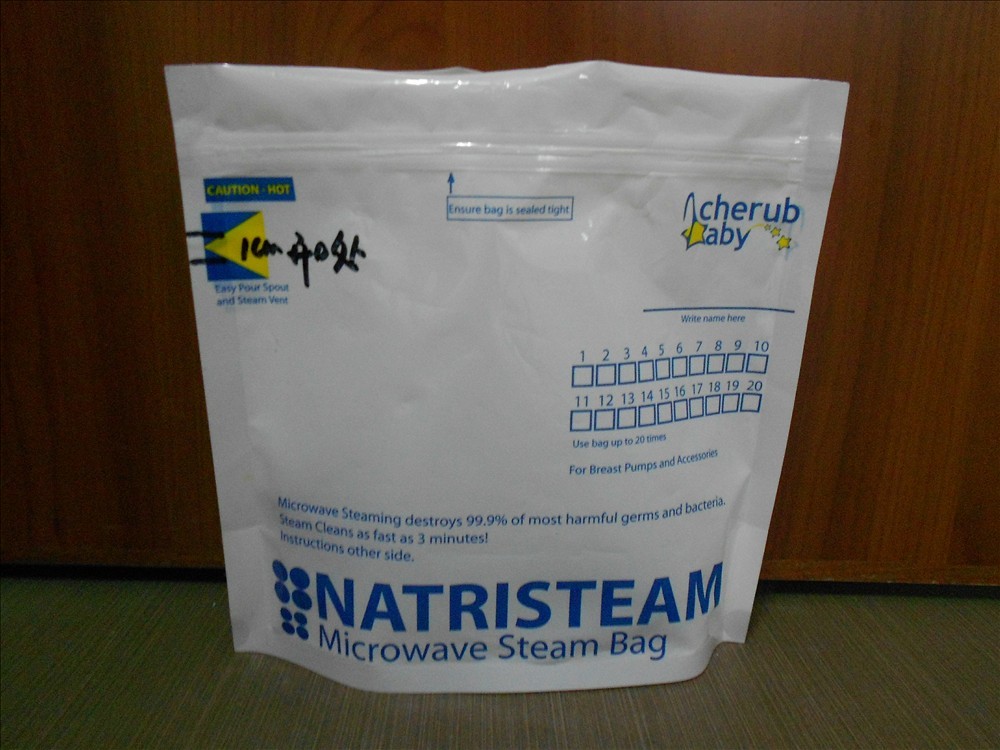 CAUTION - HOT
Ensure bag is sealed tight
cherub
baby
1cm
Easy Pour Spout
and Steam Vent
Write name here
1 2 3 4 5 6 7 8 9 10
11 12 13 14 15 16 17 18 19 20
Use bag up to 20 times
For Breast Pumps and Accessories
Microwave Steaming destroys 99.9% of most harmful germs and bacteria.
Steam Cleans as fast as 3 minutes!
Instructions other side.
NATRISTEAM
Microwave Steam Bag